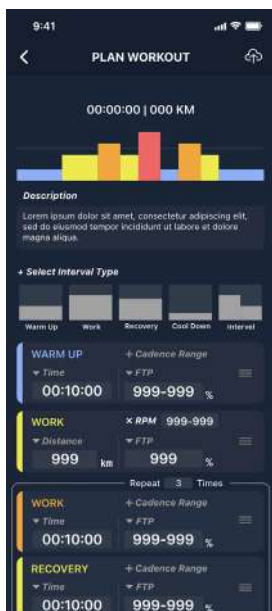 9:41
PLAN WORKOUT
00:00:00 | 000 KM
Description
Lorem ipsum dolor sit amet, consectetur adipiscing elit,
sed do eiusmod tempor incididunt ut labore et dolore
magna aliqua.
+ Select Interval Type
Warm Up Work Recovery Cool Down Interval
WARM UP + Cadence Range
Time FTP
00:10:00 999-999 %
WORK × RPM 999-999
Distance FTP
999 km 999 %
Repeat 3 Times
WORK + Cadence Range
Time FTP
00:10:00 999-999 %
RECOVERY + Cadence Range
Time FTP
00:10:00 999-999 %